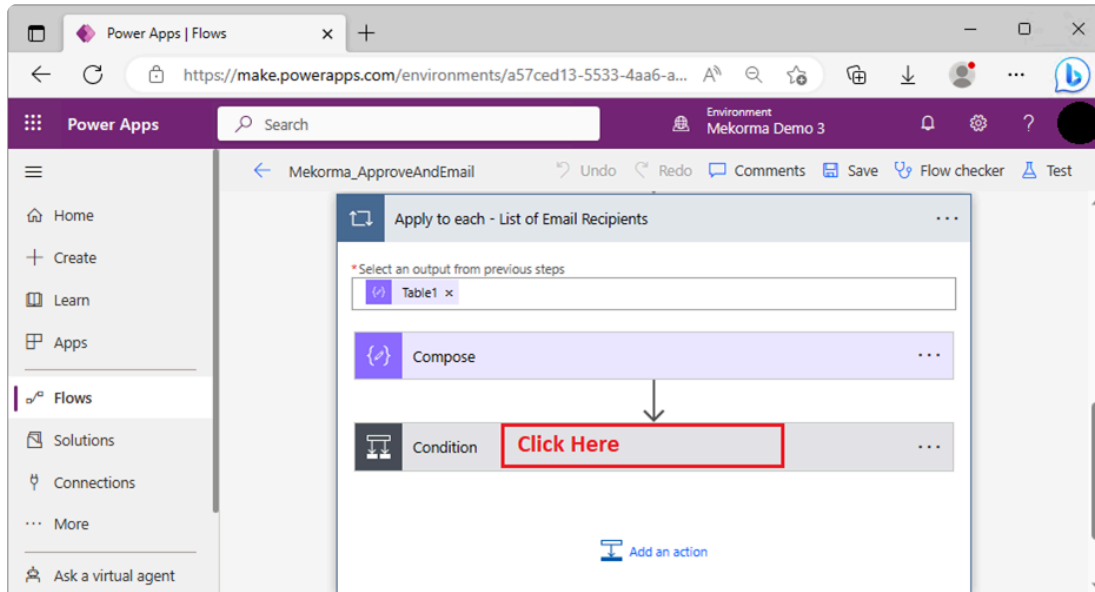 Power Apps | Flows
https://make.powerapps.com/environments/a57ced13-5533-4aa6-a...
Power Apps
Search
Environment
Mekorma Demo 3
Mekorma_ApproveAndEmail
Undo
Redo
Comments
Save
Flow checker
Test
Home
Create
Learn
Apps
Flows
Solutions
Connections
More
Ask a virtual agent
Apply to each - List of Email Recipients
*Select an output from previous steps
Table1 ×
Compose
Condition
Click Here
Add an action